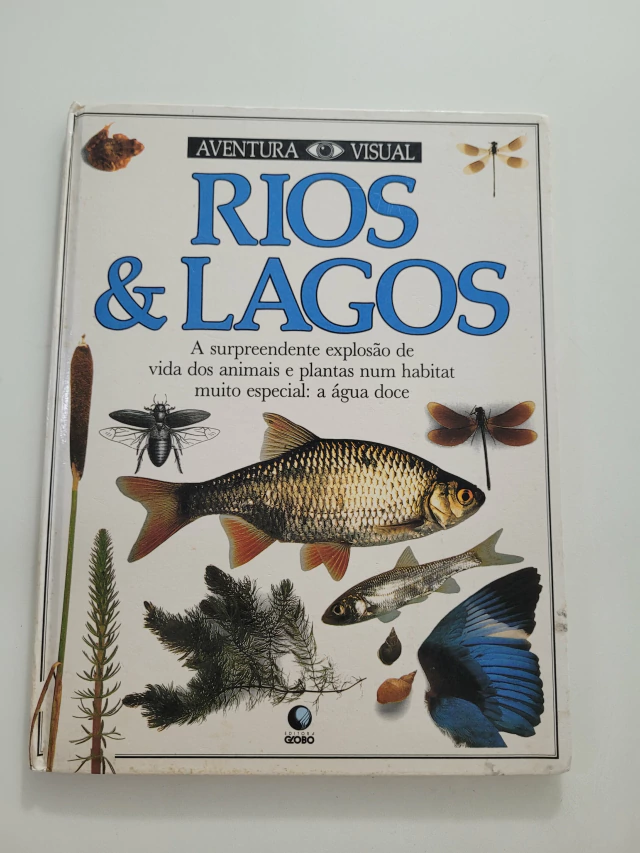 AVENTURA VISUAL
RIOS
& LAGOS
A surpreendente explosão de
vida dos animais e plantas num habitat
muito especial: a água doce
EDITORA
GLOBO